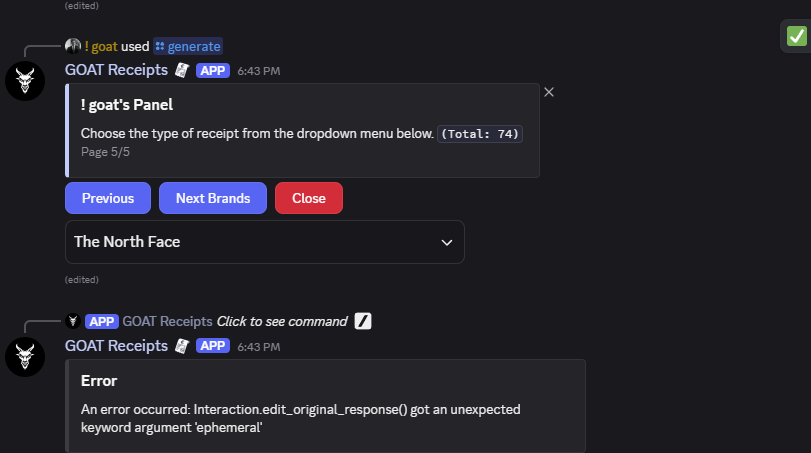 (edited)
! goat used generate
GOAT Receipts APP 6:43 PM
! goat's Panel
Choose the type of receipt from the dropdown menu below. (Total: 74)
Page 5/5
Previous Next Brands Close
The North Face
(edited)
APP GOAT Receipts Click to see command
GOAT Receipts APP 6:43 PM
Error
An error occurred: Interaction.edit_original_response() got an unexpected
keyword argument 'ephemeral'